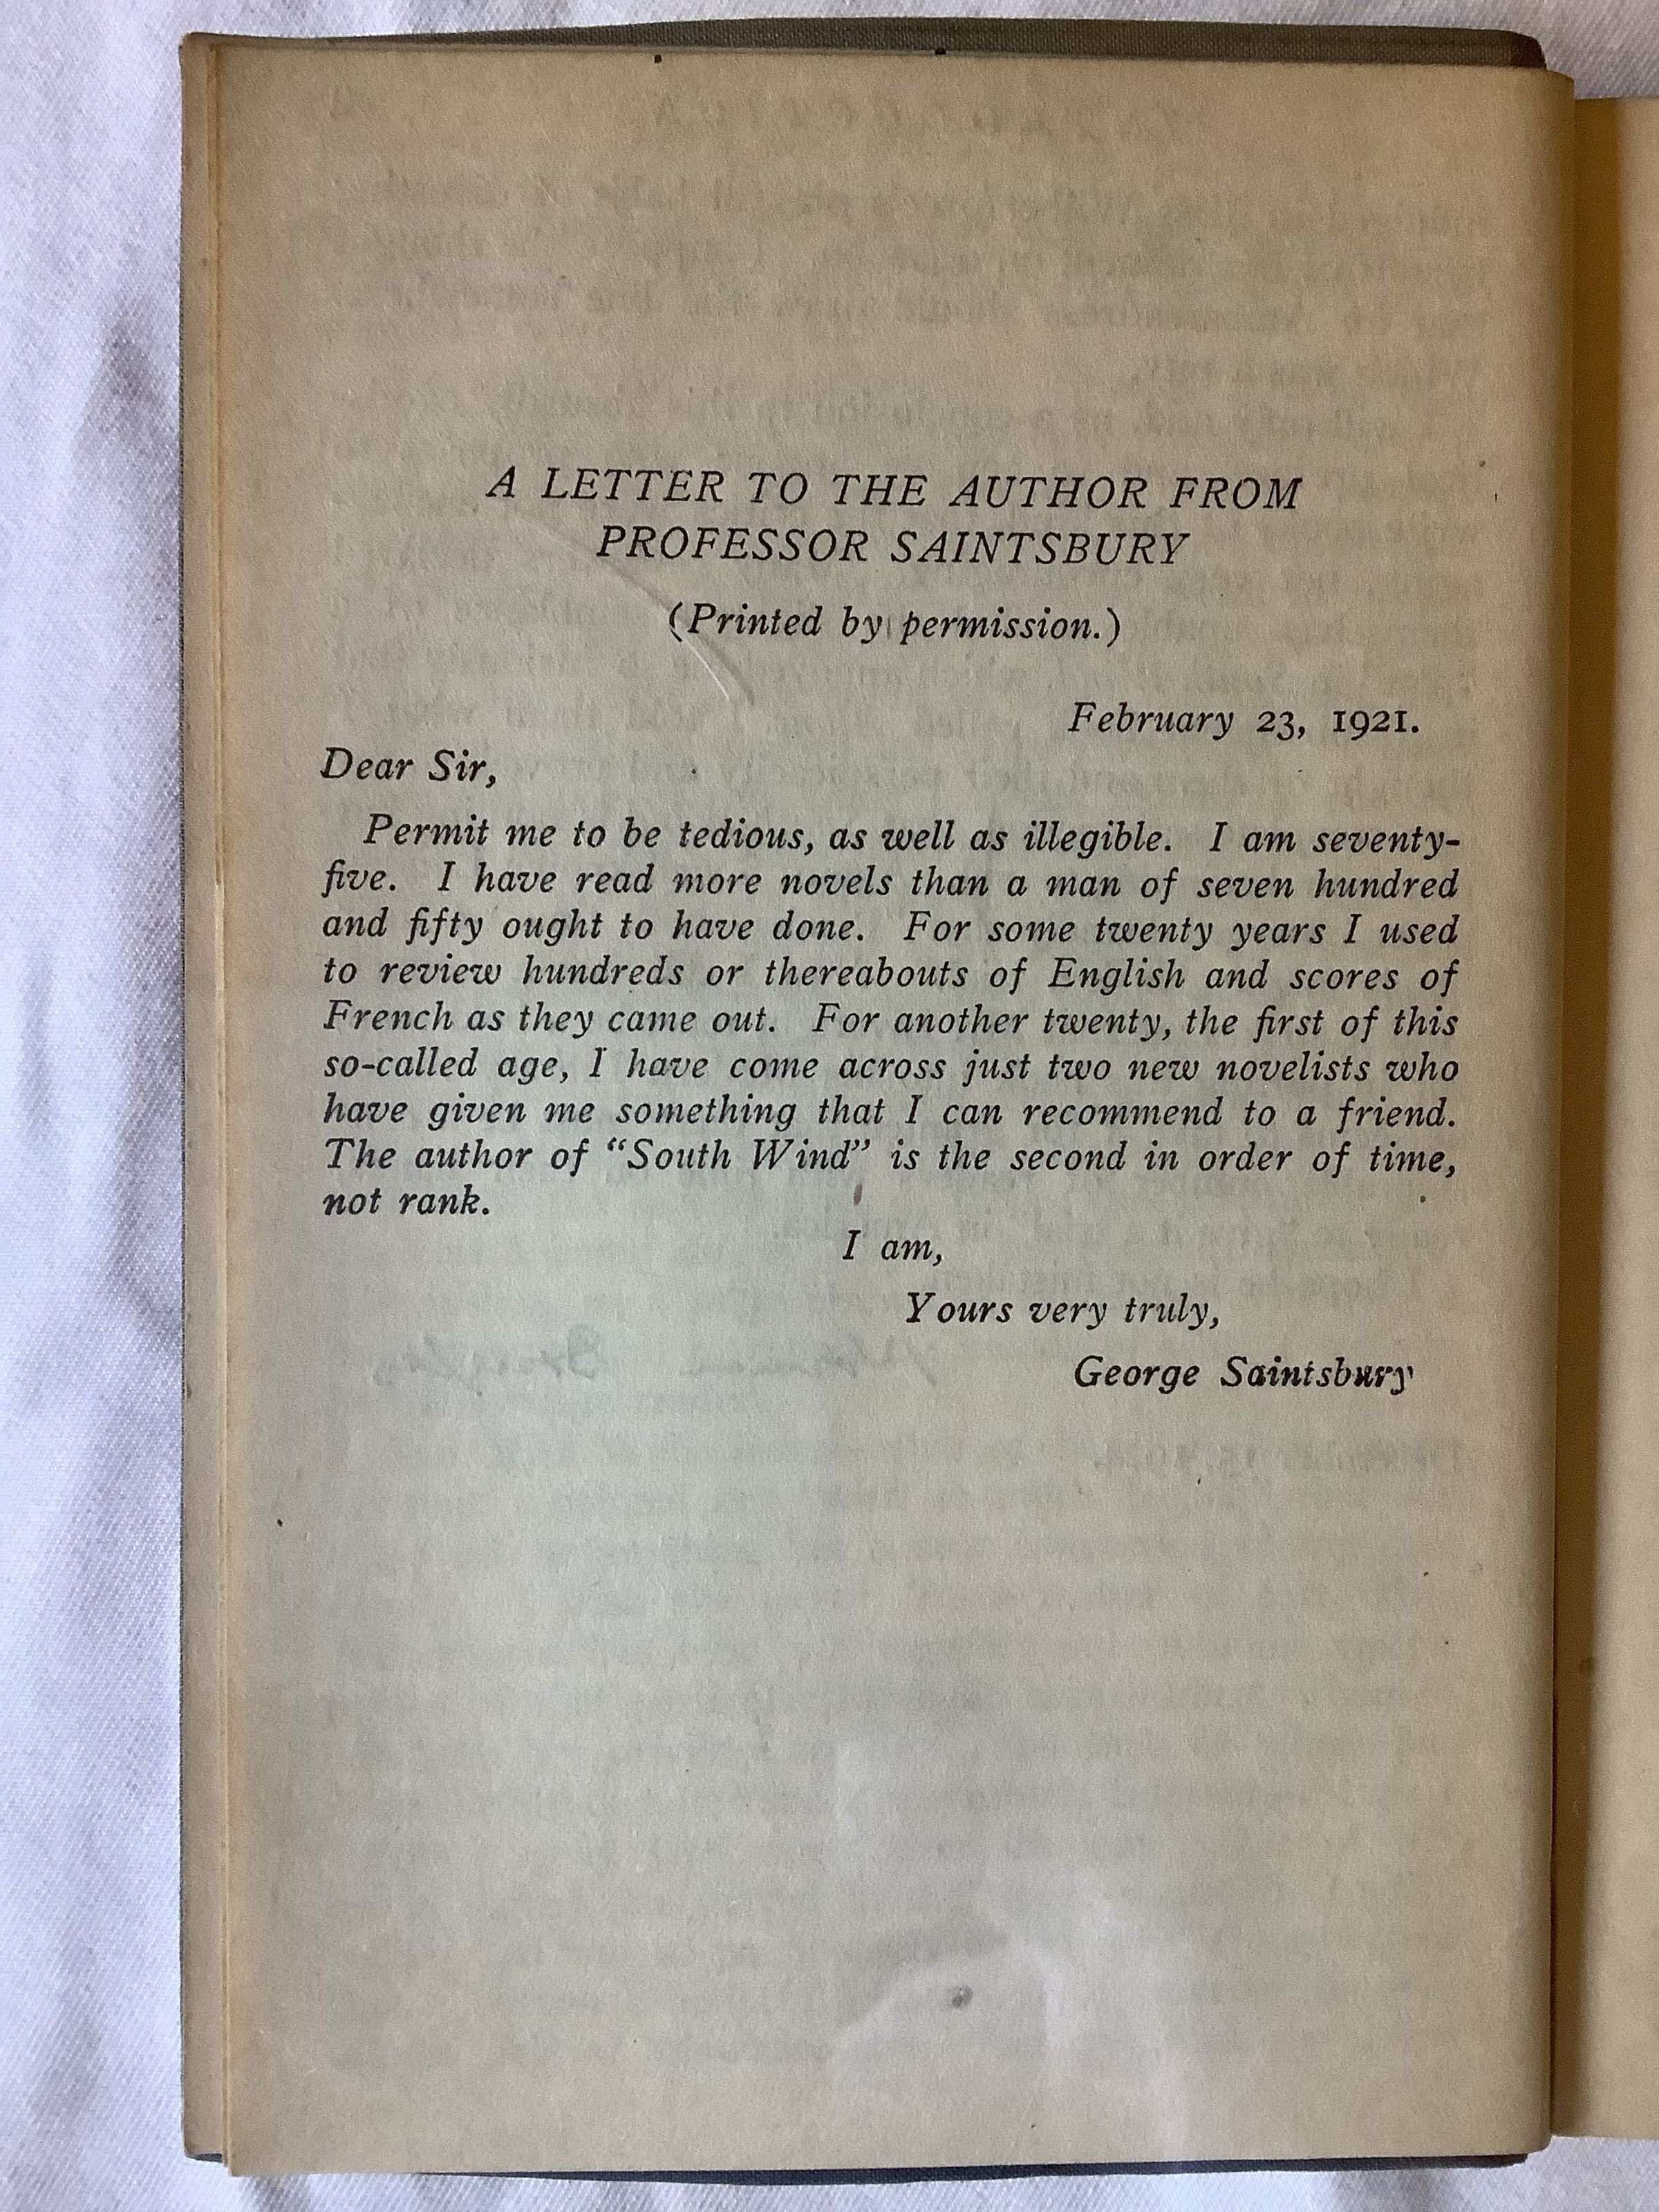 A LETTER TO THE AUTHOR FROM
PROFESSOR SAINTSBURY
(Printed by permission.)
February 23, 1921.
Dear Sir,
Permit me to be tedious, as well as illegible. I am seventy-
five. I have read more novels than a man of seven hundred
and fifty ought to have done. For some twenty years I used
to review hundreds or thereabouts of English and scores of
French as they came out. For another twenty, the first of this
so-called age, I have come across just two new novelists who
have given me something that I can recommend to a friend.
The author of “South Wind” is the second in order of time,
not rank.
I am,
Yours very truly,
George Saintsbury